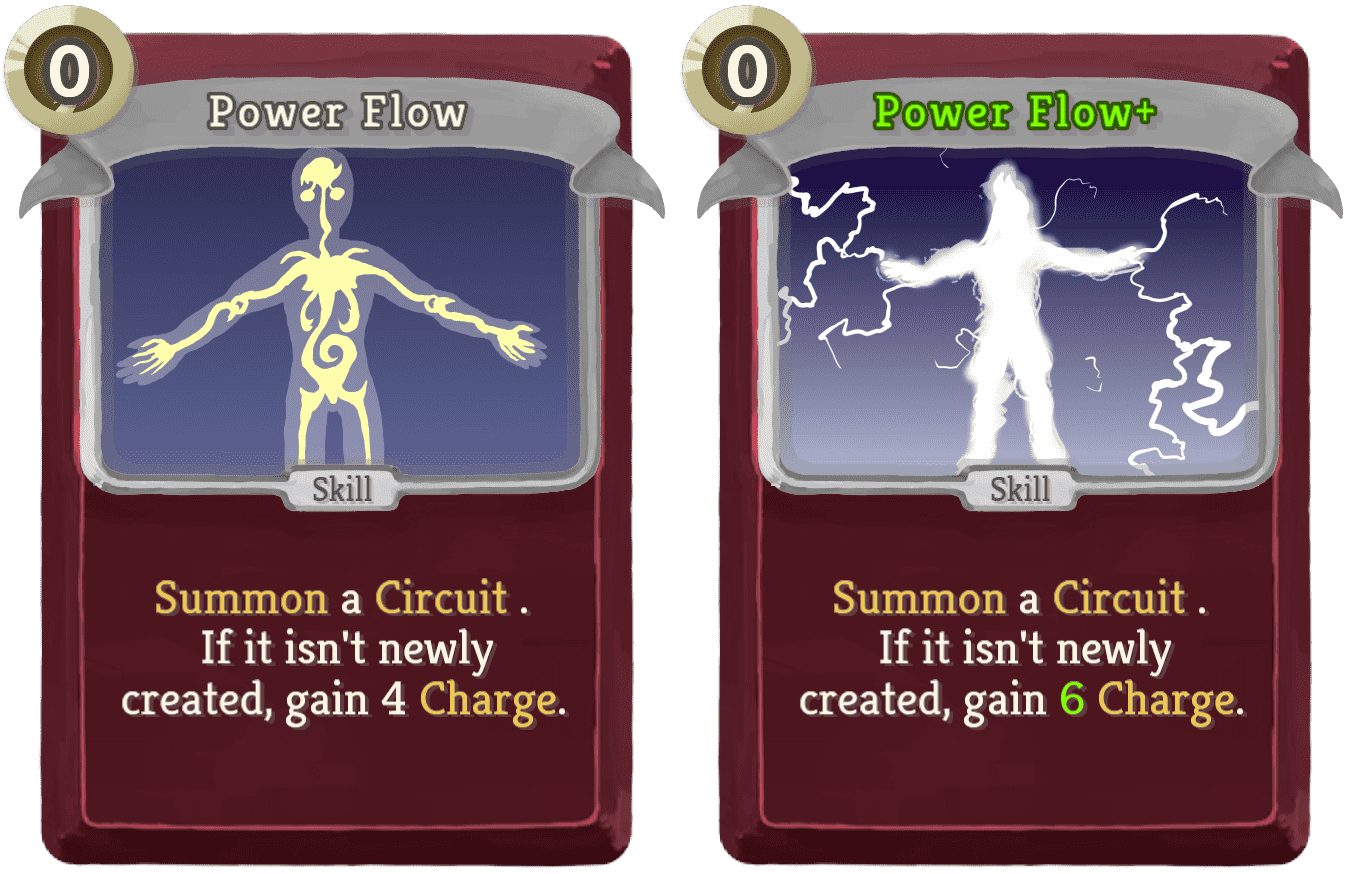 0
Power Flow
Skill
Summon a Circuit .
If it isn't newly
created, gain 4 Charge.
0
Power Flow+
Skill
Summon a Circuit .
If it isn't newly
created, gain 6 Charge.